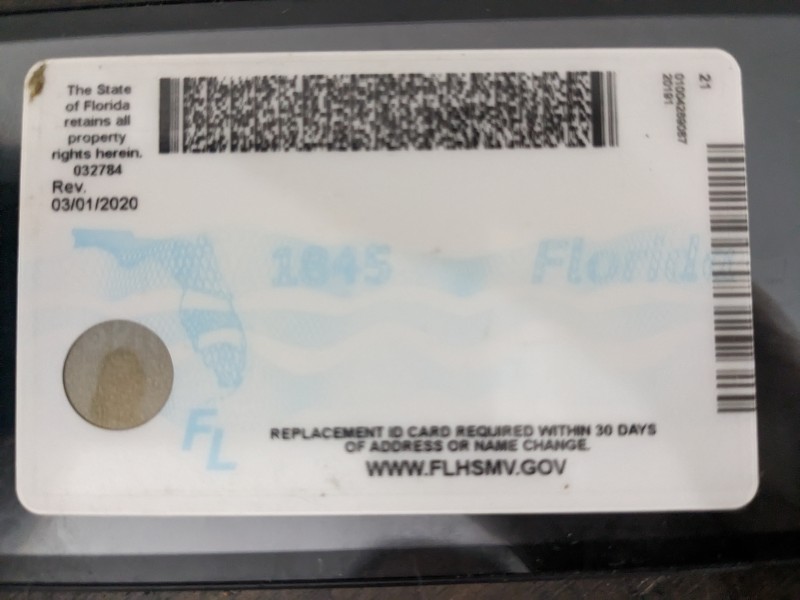 The State
of Florida
retains all
property
rights herein.
032784
Rev.
03/01/2020
21
20191
1845
Florida
FL
REPLACEMENT ID CARD REQUIRED WITHIN 30 DAYS
OF ADDRESS OR NAME CHANGE.
WWW.FLHSMV.GOV